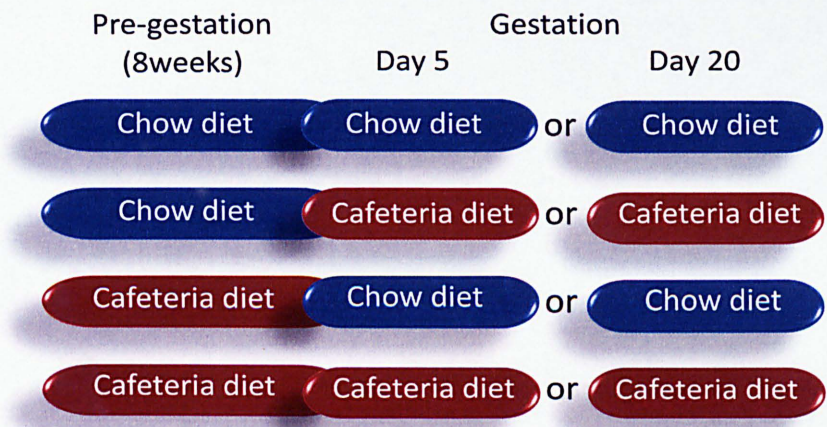 Pre-gestation Gestation
(8weeks) Day 5 Day 20
Chow diet Chow diet or Chow diet
Chow diet Cafeteria diet or Cafeteria diet
Cafeteria diet Chow diet or Chow diet
Cafeteria diet Cafeteria diet or Cafeteria diet